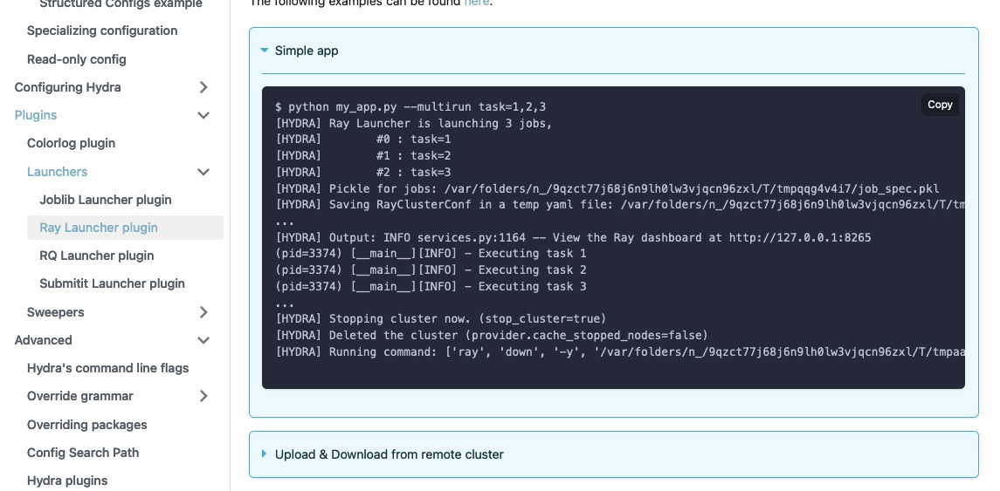 Structured Configs example
Specializing configuration
Read-only config
Configuring Hydra
Plugins
Colorlog plugin
Launchers
Joblib Launcher plugin
Ray Launcher plugin
RQ Launcher plugin
Submitit Launcher plugin
Sweepers
Advanced
Hydra's command line flags
Override grammar
Overriding packages
Config Search Path
Hydra plugins
The following examples can be found here.
Simple app
Copy
$ python my_app.py --multirun task=1,2,3
[HYDRA] Ray Launcher is launching 3 jobs,
[HYDRA]        #0 : task=1
[HYDRA]        #1 : task=2
[HYDRA]        #2 : task=3
[HYDRA] Pickle for jobs: /var/folders/n_/9qzct77j68j6n9lh0lw3vjqcn96zxl/T/tmpqqg4v4i7/job_spec.pkl
[HYDRA] Saving RayClusterConf in a temp yaml file: /var/folders/n_/9qzct77j68j6n9lh0lw3vjqcn96zxl/T/tm
...
[HYDRA] Output: INFO services.py:1164 -- View the Ray dashboard at http://127.0.0.1:8265
(pid=3374) [__main__][INFO] - Executing task 1
(pid=3374) [__main__][INFO] - Executing task 2
(pid=3374) [__main__][INFO] - Executing task 3
...
[HYDRA] Stopping cluster now. (stop_cluster=true)
[HYDRA] Deleted the cluster (provider.cache_stopped_nodes=false)
[HYDRA] Running command: ['ray', 'down', '-y', '/var/folders/n_/9qzct77j68j6n9lh0lw3vjqcn96zxl/T/tmpaa
Upload & Download from remote cluster